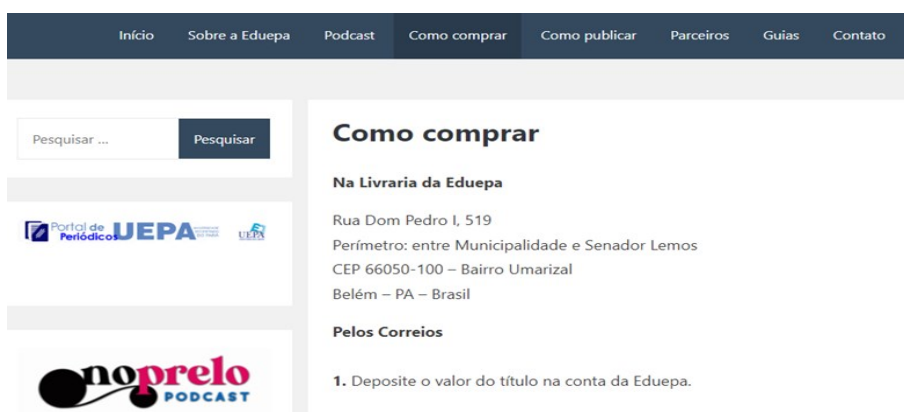 Início Sobre a Eduepa Podcast Como comprar Como publicar Parceiros Guias Contato
Pesquisar ... Pesquisar
Portal de
Periódicos UEPA
UEPA
noprelo
PODCAST
Como comprar
Na Livraria da Eduepa
Rua Dom Pedro I, 519
Perímetro: entre Municipalidade e Senador Lemos
CEP 66050-100 – Bairro Umarizal
Belém – PA – Brasil
Pelos Correios
1. Deposite o valor do título na conta da Eduepa.